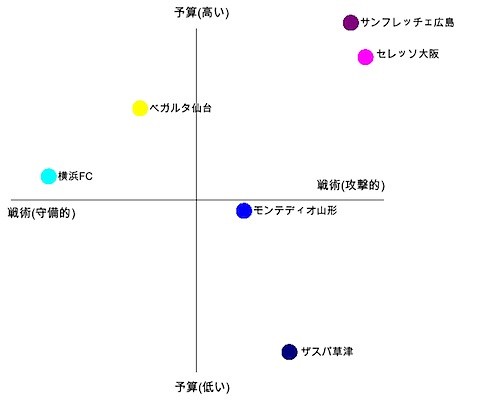 予算(高い)
サンフレッチェ広島
セレッソ大阪
ベガルタ仙台
横浜FC
戦術(攻撃的)
戦術(守備的)
モンテディオ山形
ザスパ草津
予算(低い)